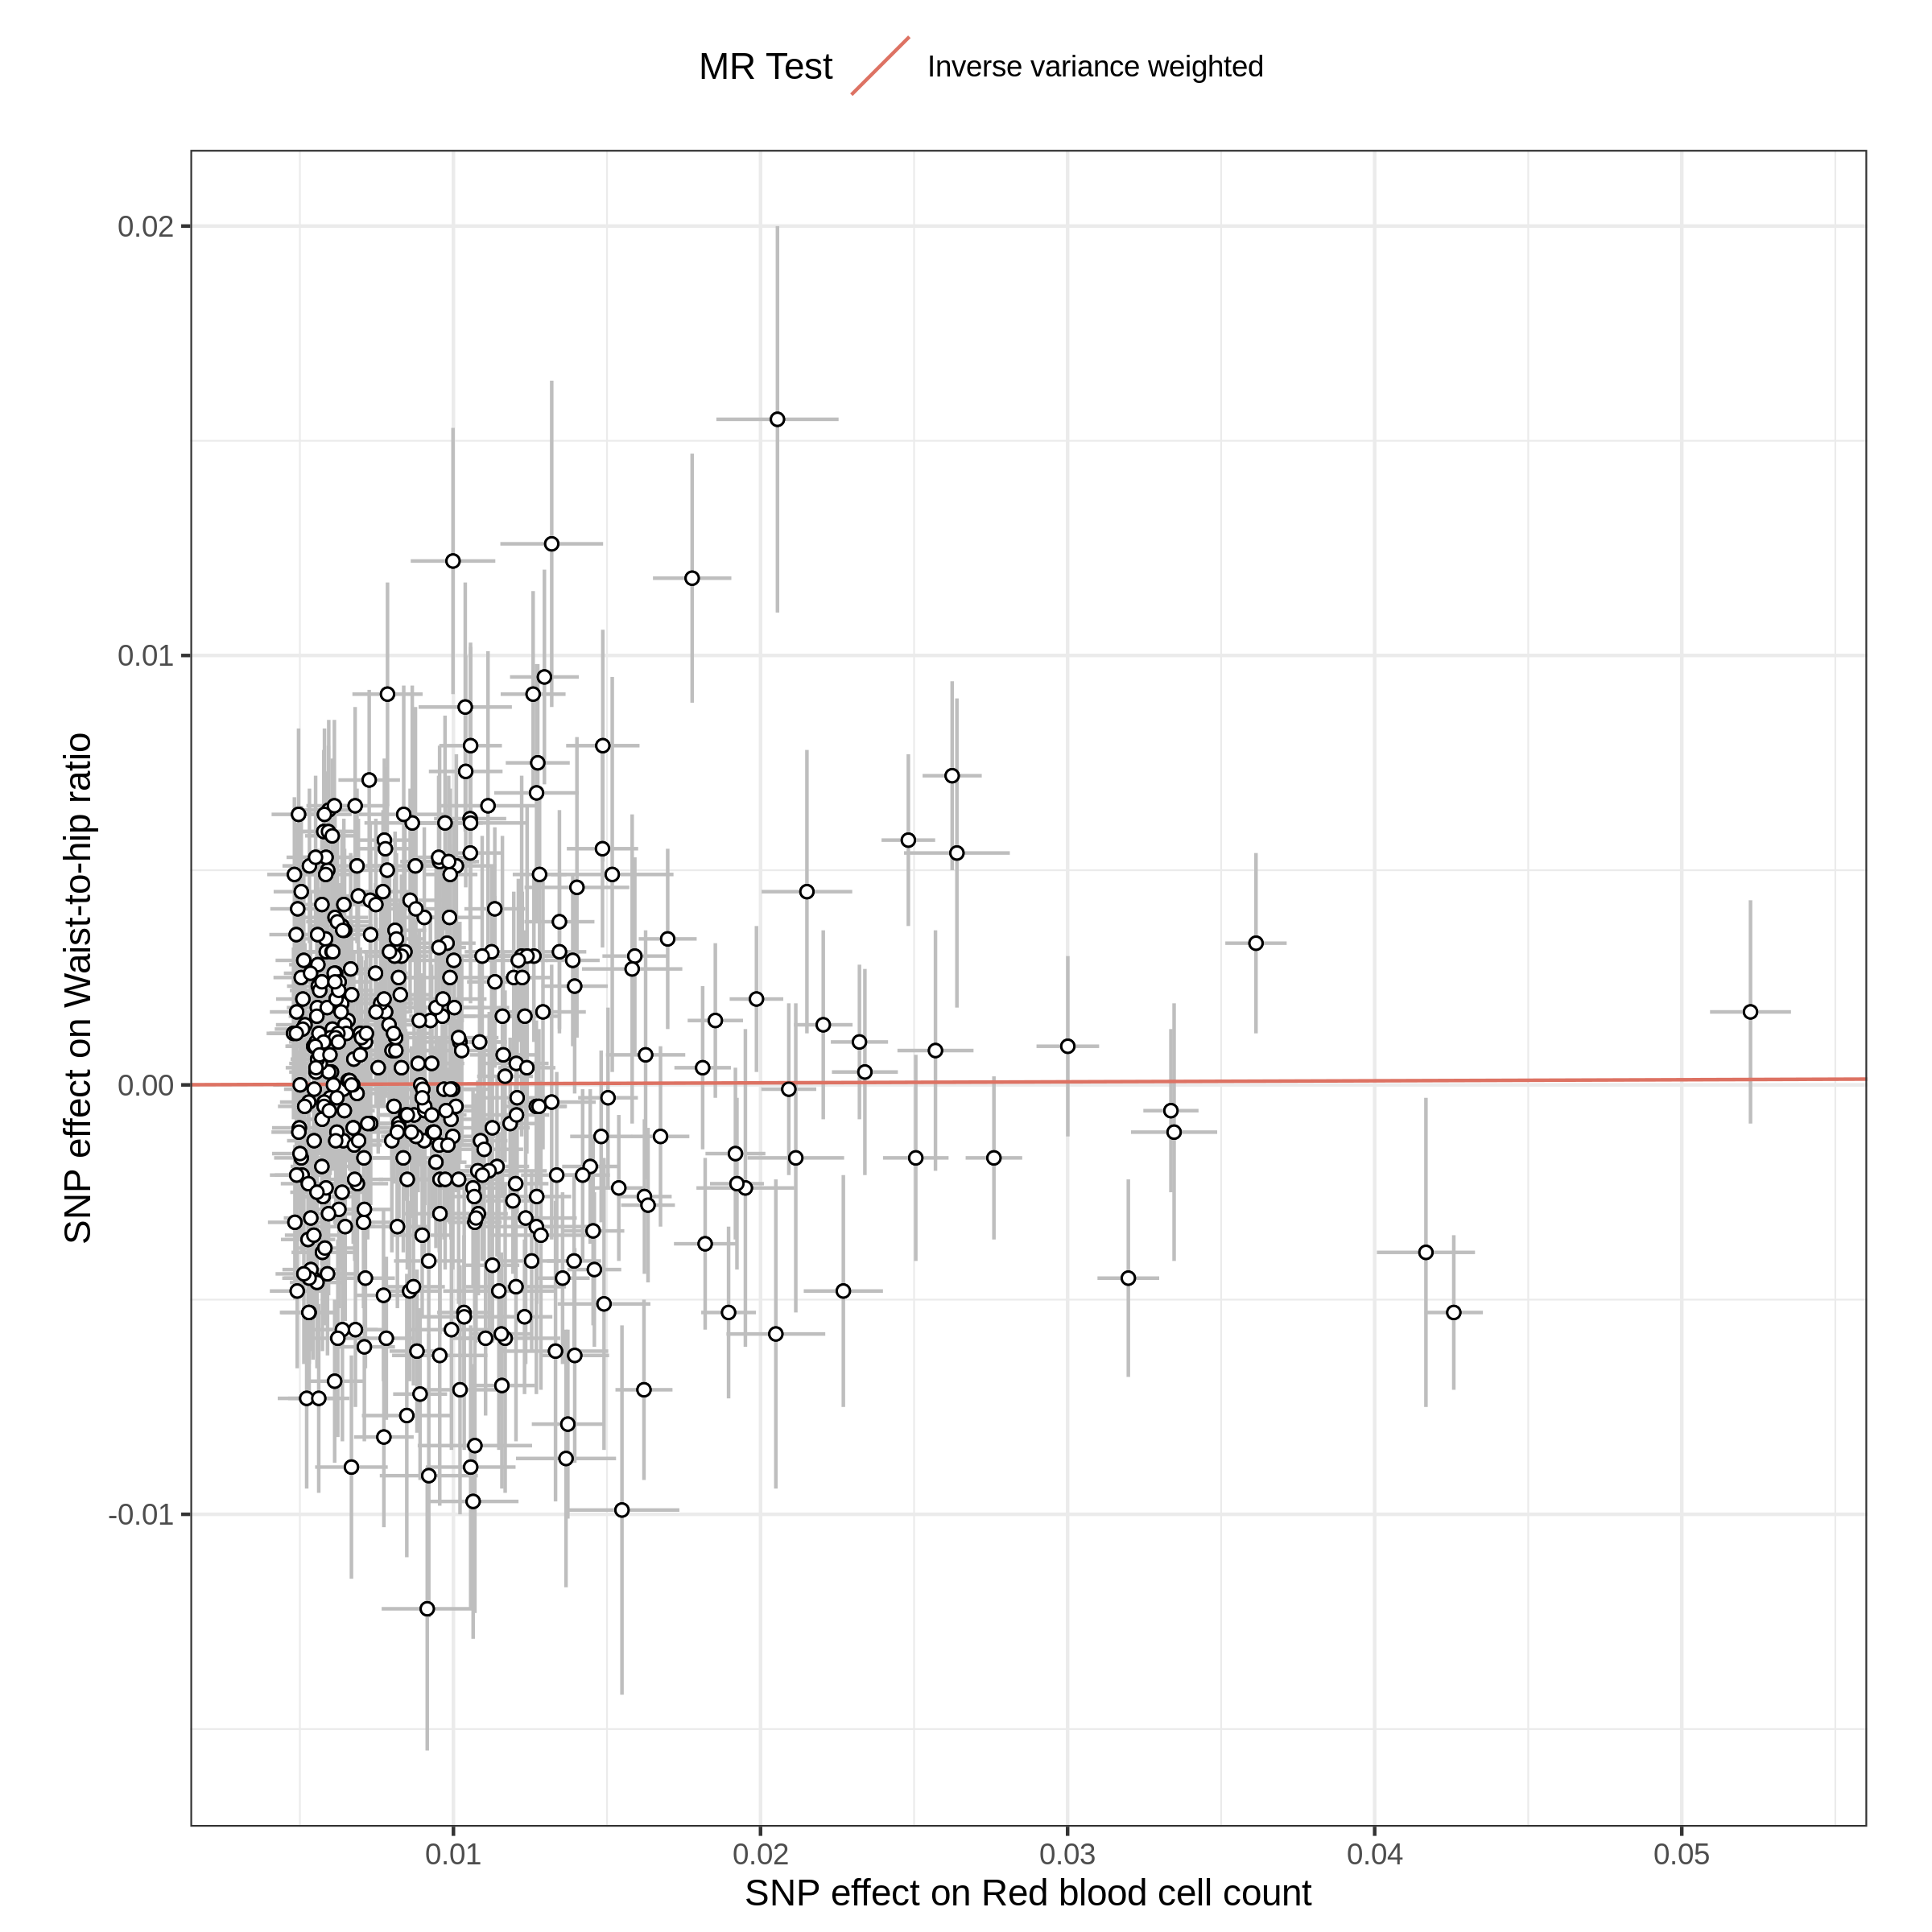 MR Test Inverse variance weighted
0.02
0.01
0.00
-0.01
SNP effect on Waist-to-hip ratio
0.01 0.02 0.03 0.04 0.05
SNP effect on Red blood cell count